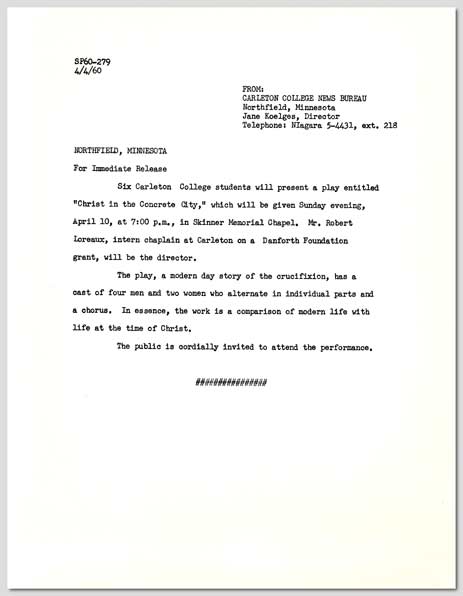 SP60-279
4/4/60
FROM:
CARLETON COLLEGE NEWS BUREAU
Northfield, Minnesota
Jane Koelges, Director
Telephone: NIagara 5-4431, ext. 218
NORTHFIELD, MINNESOTA
For Immediate Release
Six Carleton College students will present a play entitled
"Christ in the Concrete City," which will be given Sunday evening,
April 10, at 7:00 p.m., in Skinner Memorial Chapel. Mr. Robert
Loreaux, intern chaplain at Carleton on a Danforth Foundation
grant, will be the director.
The play, a modern day story of the crucifixion, has a
cast of four men and two women who alternate in individual parts and
a chorus. In essence, the work is a comparison of modern life with
life at the time of Christ.
The public is cordially invited to attend the performance.
################